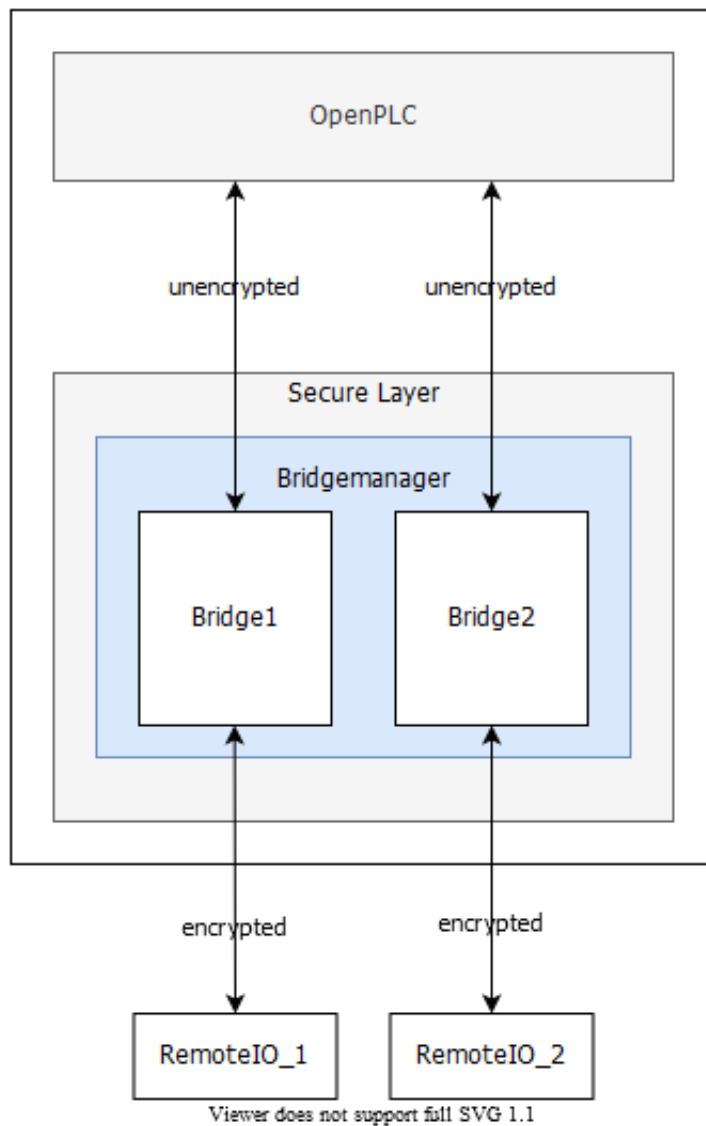 OpenPLC
unencrypted
unencrypted
Secure Layer
Bridgemanager
Bridge1
Bridge2
encrypted
encrypted
RemoteIO_1
RemoteIO_2
Viewer does not support full SVG 1.1